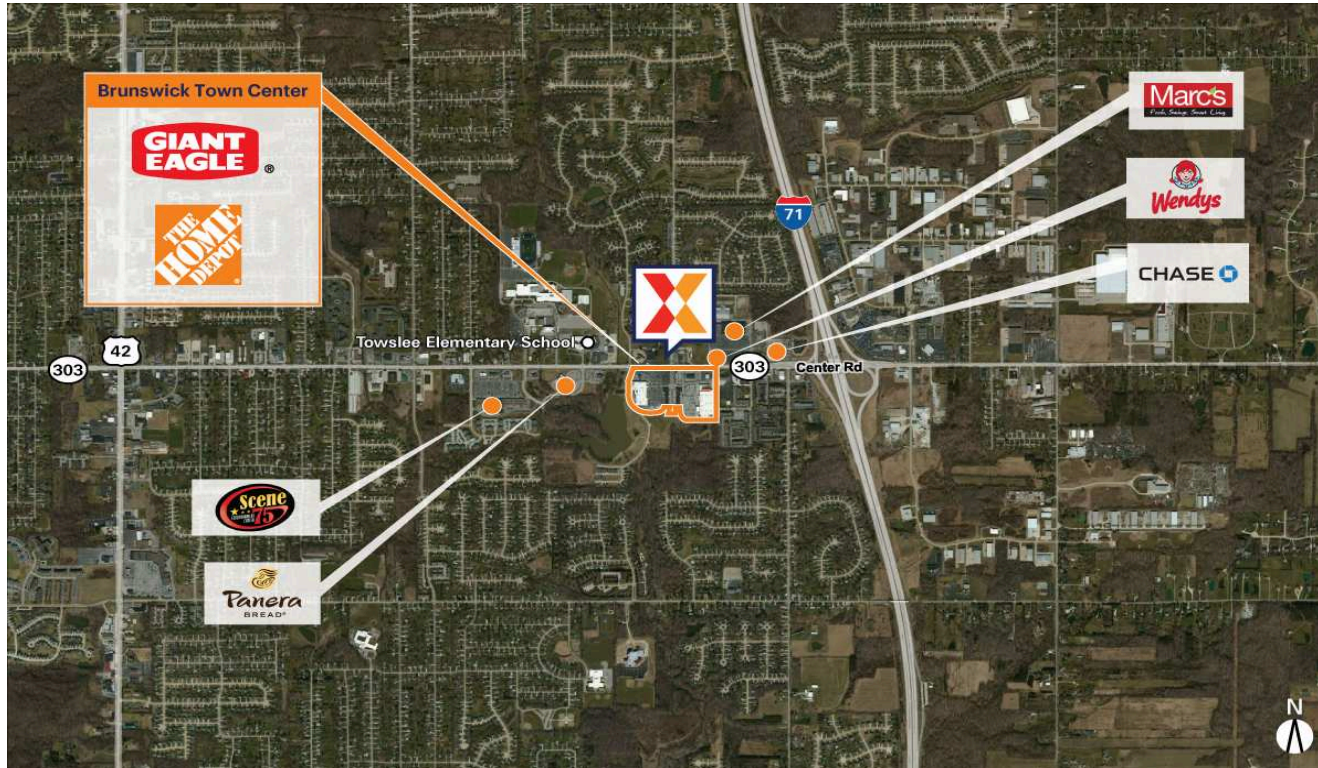 Brunswick Town Center
GIANT
EAGLE ®
THE
HOME
DEPOT
Marc's
Wendys
CHASE
71
42
303
Towslee Elementary School
303
Center Rd
Scene
75
Panera
BREAD®
N